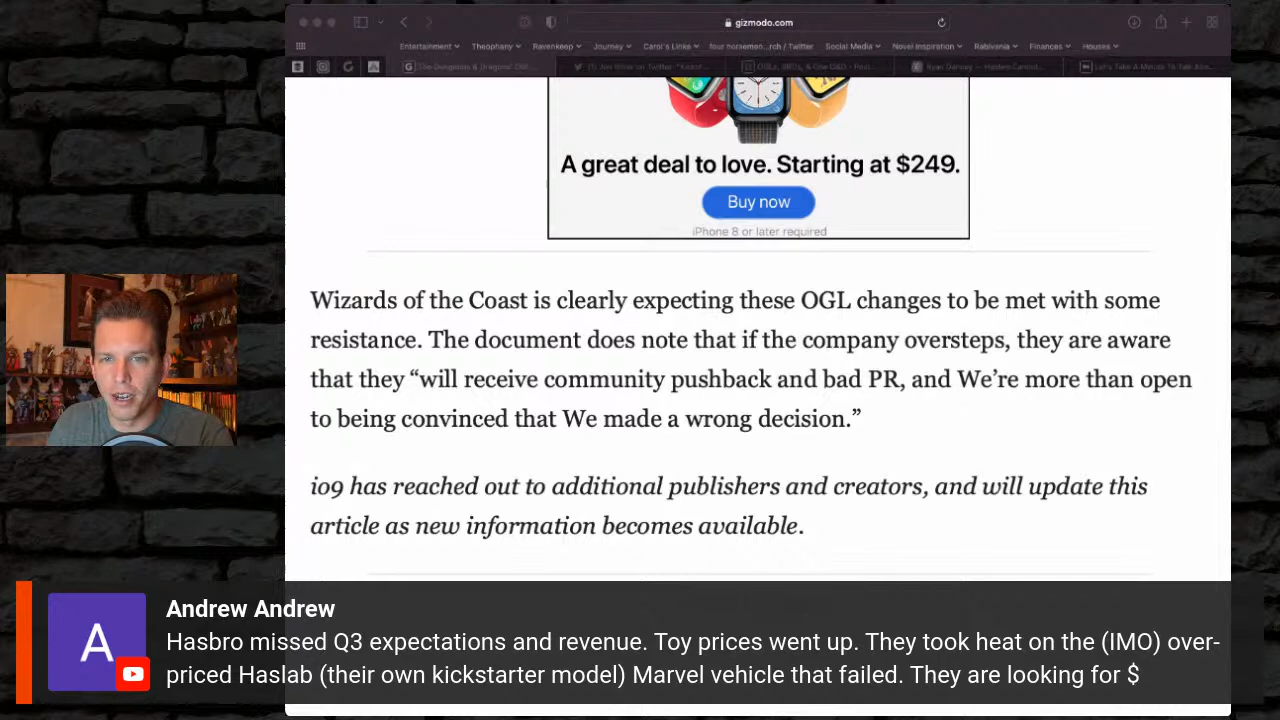 gizmodo.com
Entertainment Theophany Ravenkeep Journey Carol's Links four horsemen...rch / Twitter Social Media Novel Inspiration Rabivania Finances Houses
A great deal to love. Starting at $249.
Buy now
iPhone 8 or later required
Wizards of the Coast is clearly expecting these OGL changes to be met with some
resistance. The document does note that if the company oversteps, they are aware
that they “will receive community pushback and bad PR, and We’re more than open
to being convinced that We made a wrong decision.”
io9 has reached out to additional publishers and creators, and will update this
article as new information becomes available.
A
Andrew Andrew
Hasbro missed Q3 expectations and revenue. Toy prices went up. They took heat on the (IMO) over-
priced Haslab (their own kickstarter model) Marvel vehicle that failed. They are looking for $